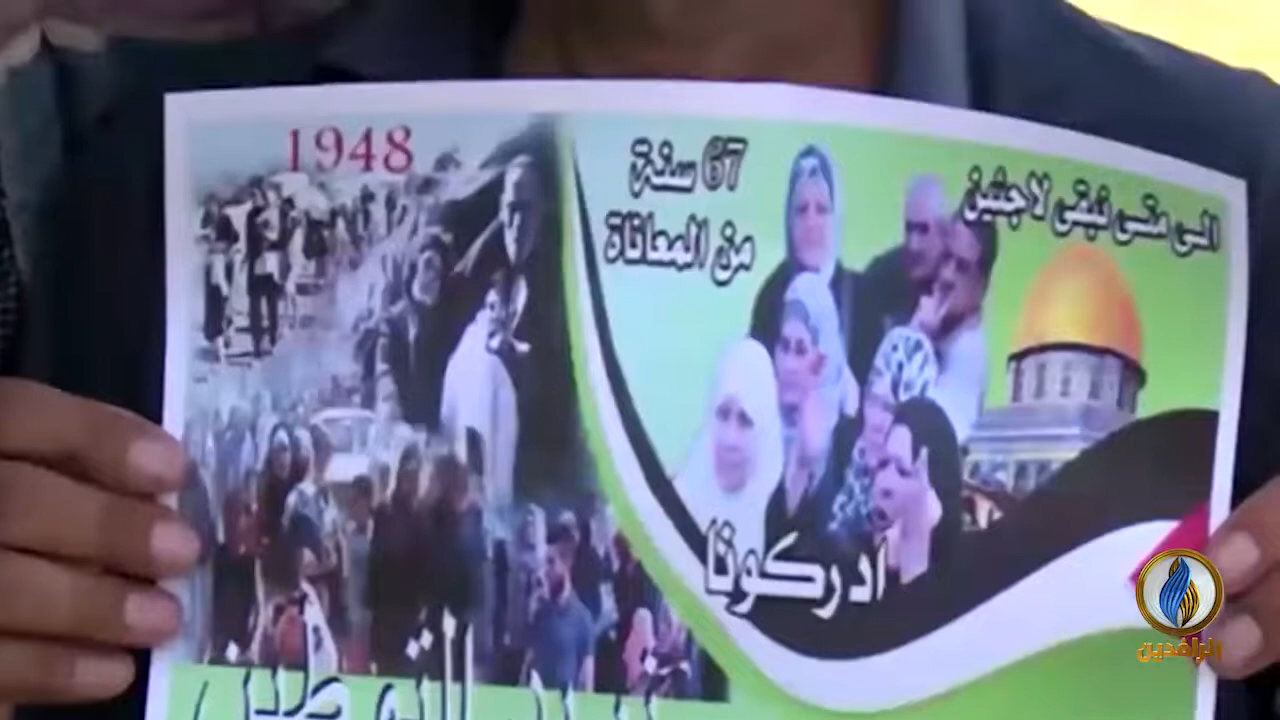 1948
67 سنة
من المعاناة
الى متى نبقى لاجئين
ادركونا
الرافدين